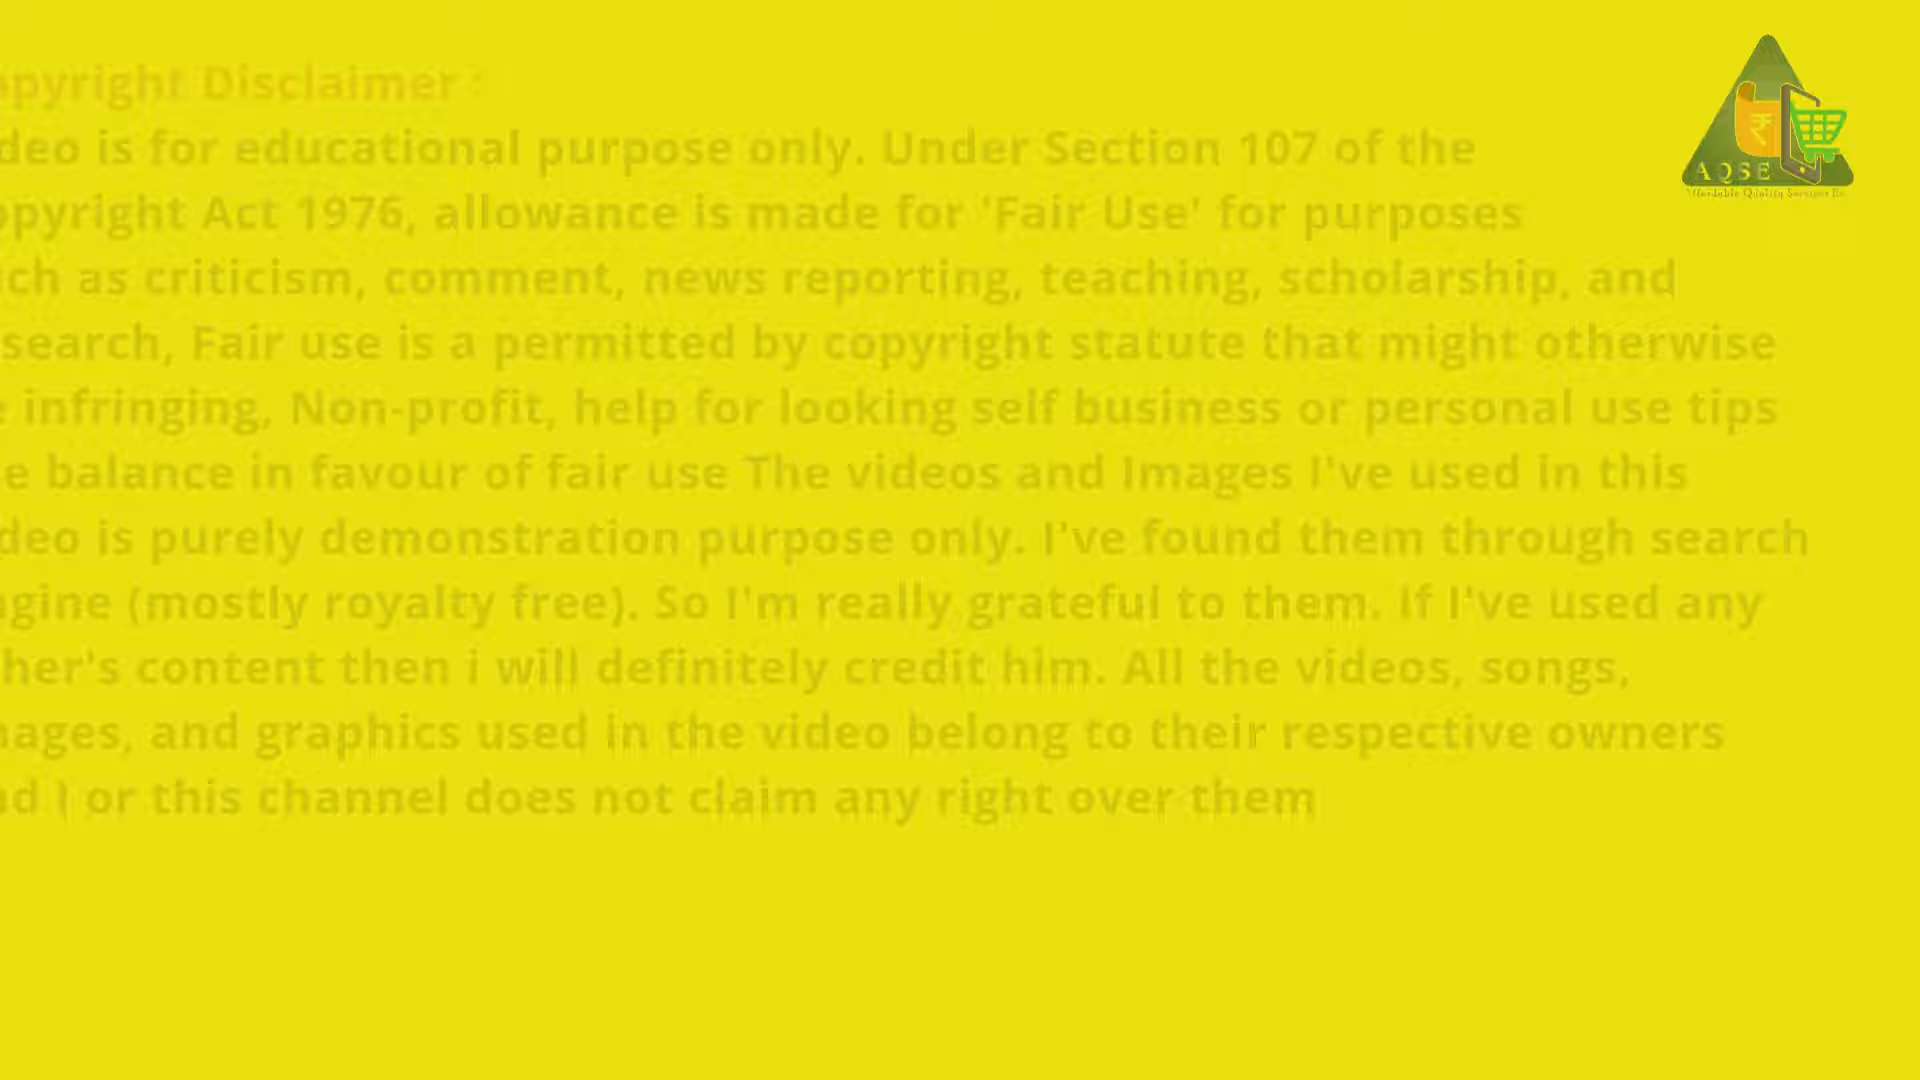 opyright Disclaimer :
deo is for educational purpose only. Under Section 107 of the
opyright Act 1976, allowance is made for 'Fair Use' for purposes
ch as criticism, comment, news reporting, teaching, scholarship, and
search, Fair use is a permitted by copyright statute that might otherwise
e infringing, Non-profit, help for looking self business or personal use tips
e balance in favour of fair use The videos and Images I've used in this
deo is purely demonstration purpose only. I've found them through search
gine (mostly royalty free). So I'm really grateful to them. If I've used any
her's content then i will definitely credit him. All the videos, songs,
ages, and graphics used in the video belong to their respective owners
nd I or this channel does not claim any right over them
₹
AQSE
Affordable Quality Services